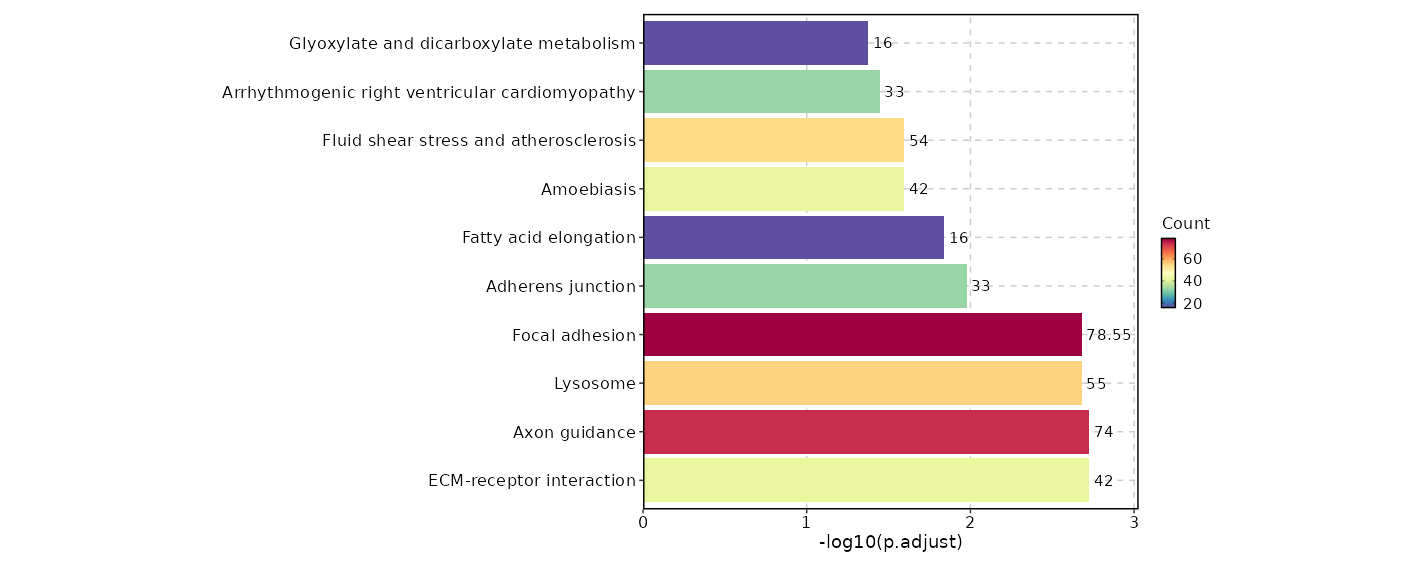 Glyoxylate and dicarboxylate metabolism 16
Arrhythmogenic right ventricular cardiomyopathy 33
Fluid shear stress and atherosclerosis 54
Amoebiasis 42
Fatty acid elongation 16
Adherens junction 33
Focal adhesion 78.55
Lysosome 55
Axon guidance 74
ECM-receptor interaction 42
0 1 2 3
-log10(p.adjust)
Count
60
40
20